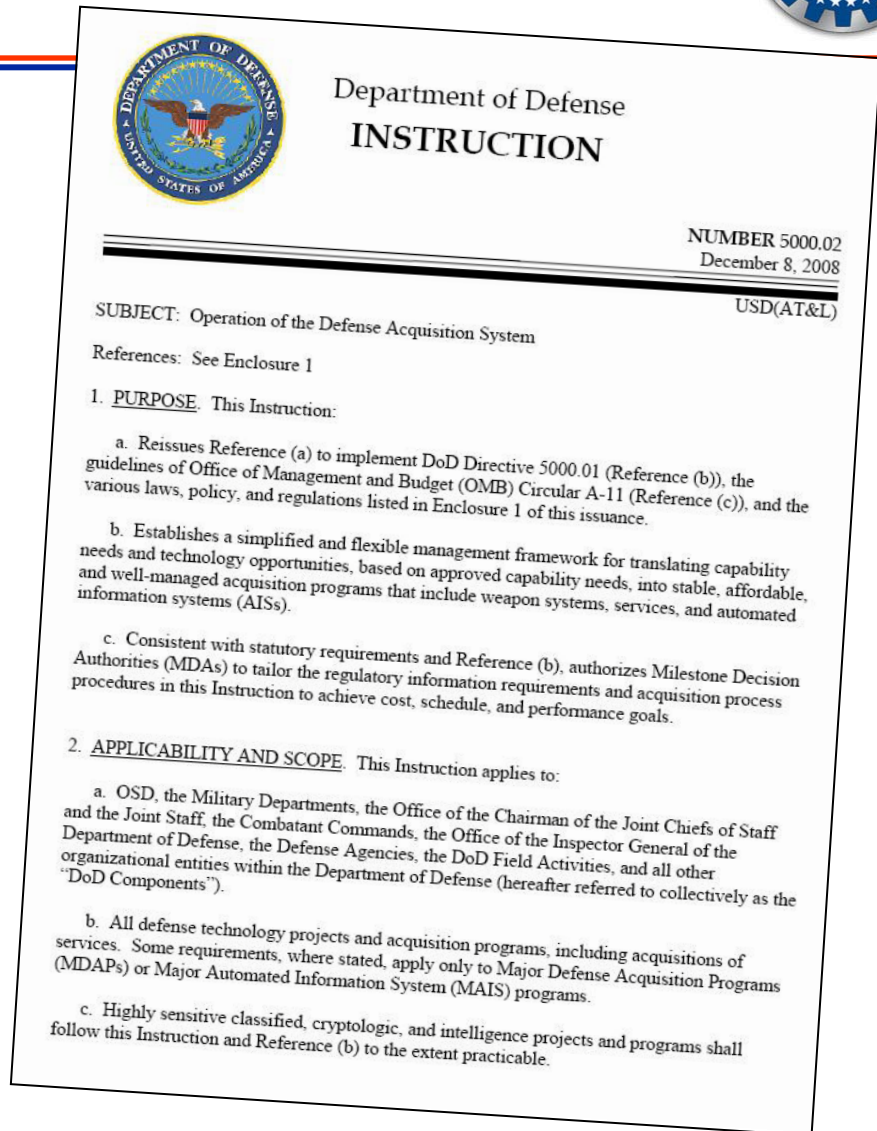 DEPARTMENT OF DEFENSE
UNITED STATES OF AMERICA
Department of Defense
INSTRUCTION
NUMBER 5000.02
December 8, 2008
USD(AT&L)
SUBJECT: Operation of the Defense Acquisition System
References: See Enclosure 1
1. PURPOSE. This Instruction:
a. Reissues Reference (a) to implement DoD Directive 5000.01 (Reference (b)), the
guidelines of Office of Management and Budget (OMB) Circular A-11 (Reference (c)), and the
various laws, policy, and regulations listed in Enclosure 1 of this issuance.
b. Establishes a simplified and flexible management framework for translating capability
needs and technology opportunities, based on approved capability needs, into stable, affordable,
and well-managed acquisition programs that include weapon systems, services, and automated
information systems (AISs).
c. Consistent with statutory requirements and Reference (b), authorizes Milestone Decision
Authorities (MDAs) to tailor the regulatory information requirements and acquisition process
procedures in this Instruction to achieve cost, schedule, and performance goals.
2. APPLICABILITY AND SCOPE. This Instruction applies to:
a. OSD, the Military Departments, the Office of the Chairman of the Joint Chiefs of Staff
and the Joint Staff, the Combatant Commands, the Office of the Inspector General of the
Department of Defense, the Defense Agencies, the DoD Field Activities, and all other
organizational entities within the Department of Defense (hereafter referred to collectively as the
“DoD Components”).
b. All defense technology projects and acquisition programs, including acquisitions of
services. Some requirements, where stated, apply only to Major Defense Acquisition Programs
(MDAPs) or Major Automated Information System (MAIS) programs.
c. Highly sensitive classified, cryptologic, and intelligence projects and programs shall
follow this Instruction and Reference (b) to the extent practicable.